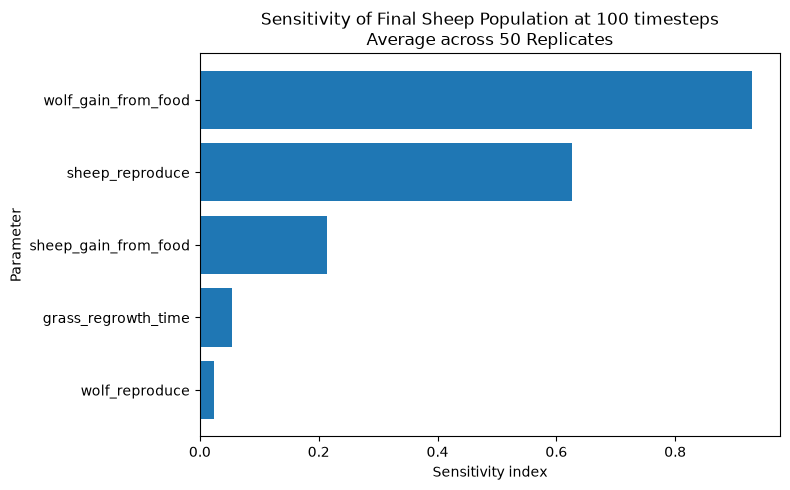 Sensitivity of Final Sheep Population at 100 timesteps
Average across 50 Replicates
Parameter
wolf_gain_from_food
sheep_reproduce
sheep_gain_from_food
grass_regrowth_time
wolf_reproduce
0.0 0.2 0.4 0.6 0.8
Sensitivity index